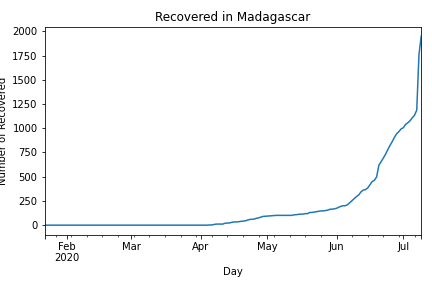 Recovered in Madagascar
Number of Recovered
2000
1750
1500
1250
1000
750
500
250
0
Feb
2020
Mar
Apr
May
Jun
Jul
Day